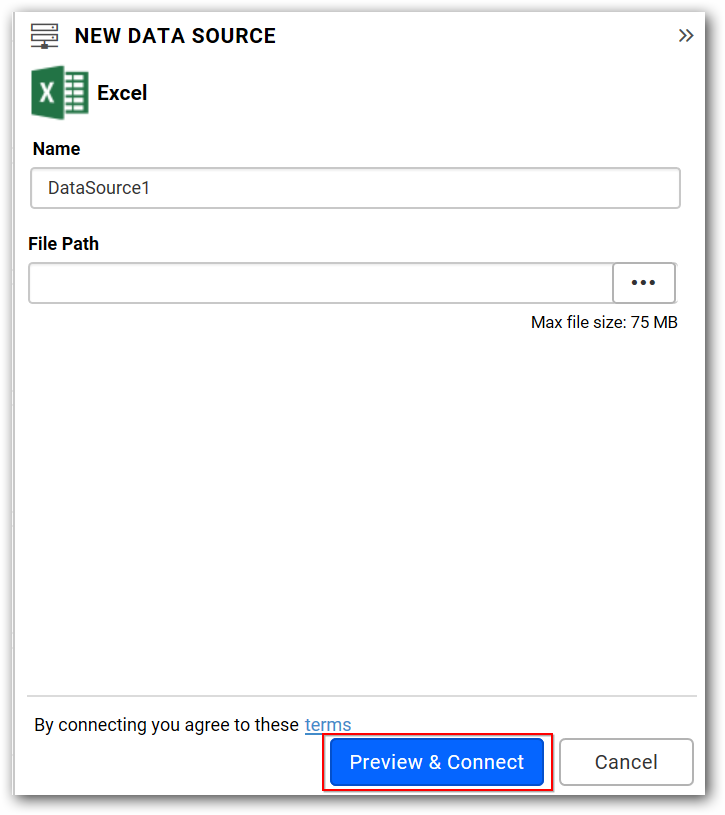 NEW DATA SOURCE
X Excel
Name
DataSource1
File Path
Max file size: 75 MB
By connecting you agree to these terms
Preview & Connect Cancel